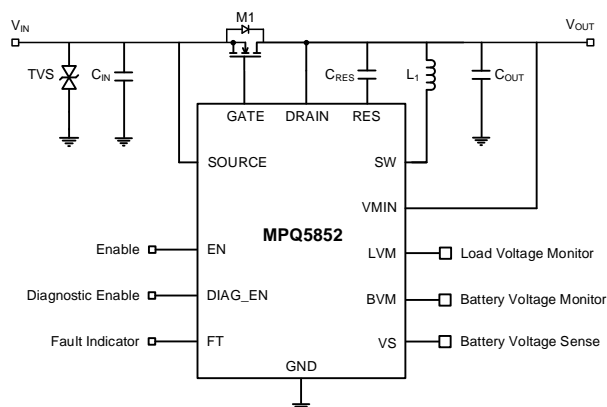 M1
VIN
VOUT
TVS
CIN
CRES
L1
COUT
GATE
DRAIN
RES
SOURCE
SW
VMIN
MPQ5852
Enable
EN
LVM
Load Voltage Monitor
Diagnostic Enable
DIAG_EN
BVM
Battery Voltage Monitor
Fault Indicator
FT
VS
Battery Voltage Sense
GND